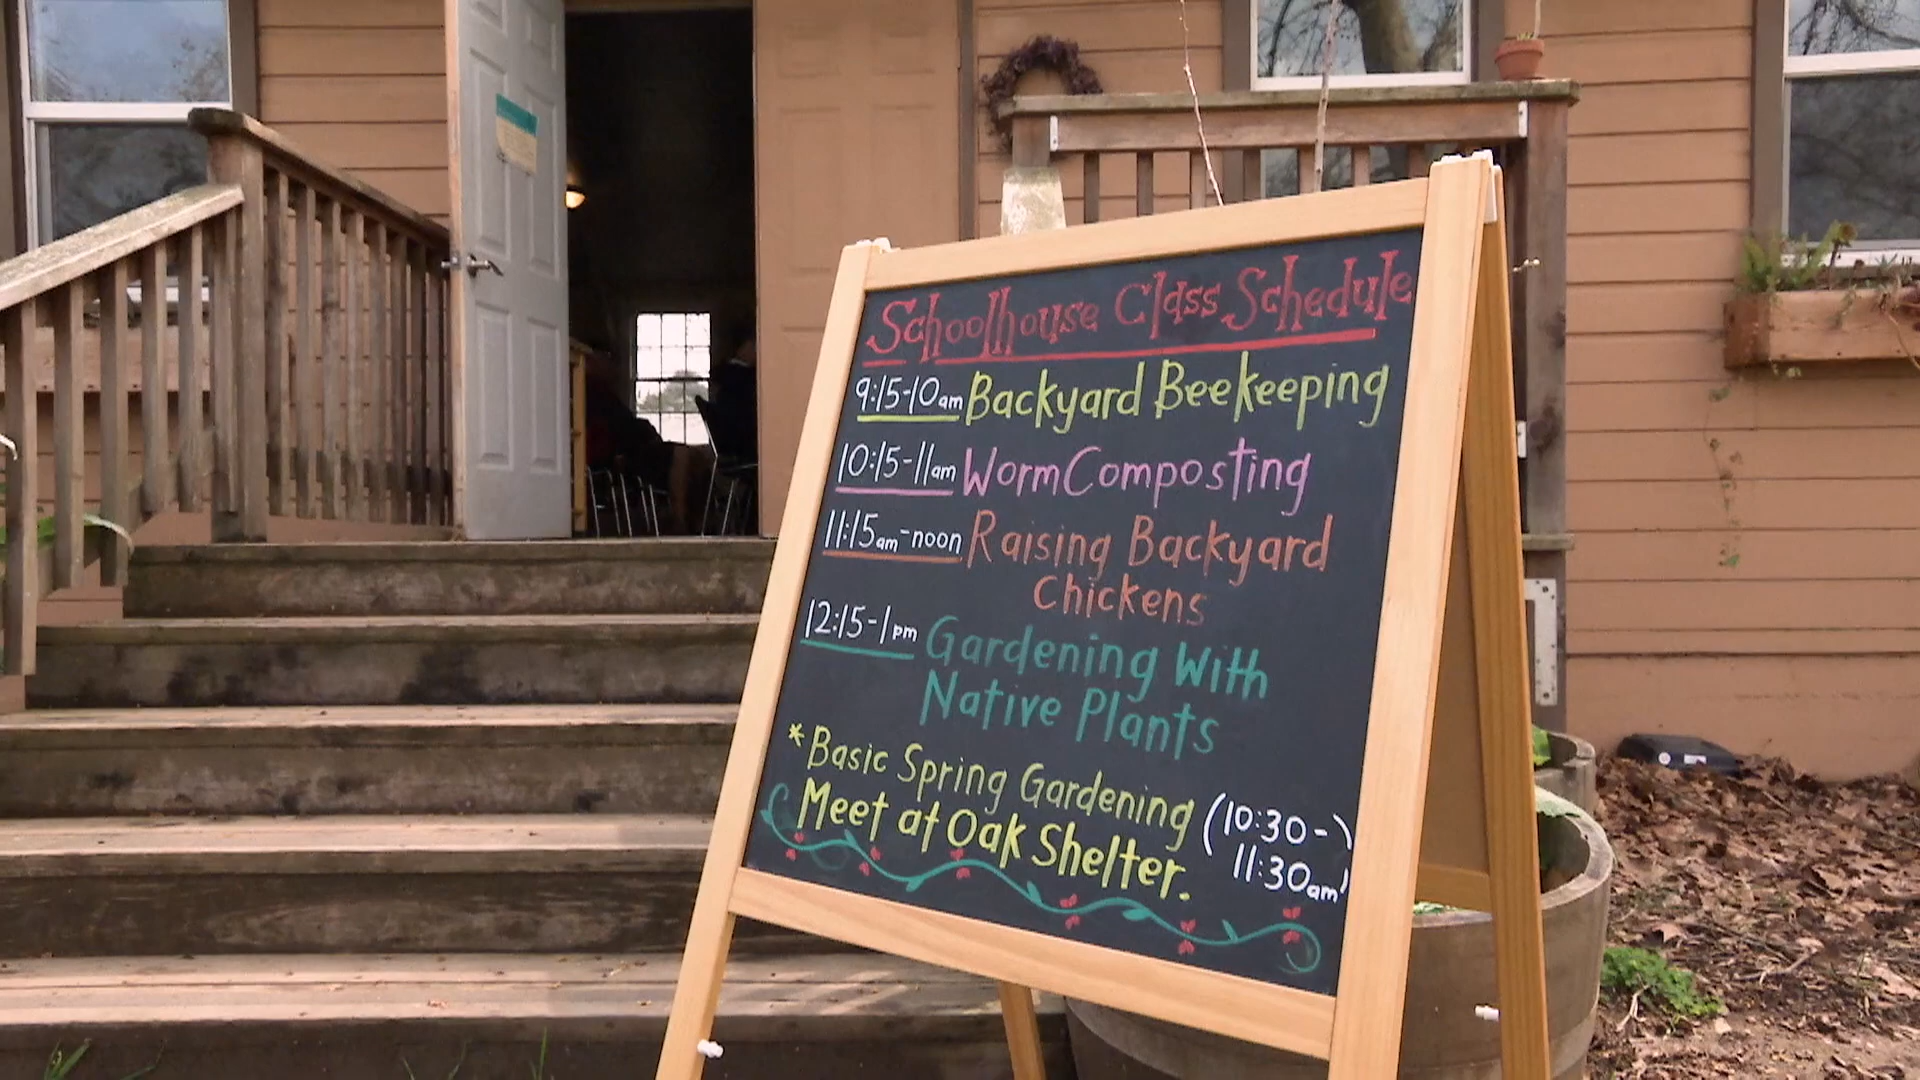 Schoolhouse Class Schedule
9:15-10am Backyard Beekeeping
10:15-11am Worm Composting
11:15am-noon Raising Backyard
Chickens
12:15-1pm Gardening With
Native Plants
*Basic Spring Gardening (10:30-)
Meet at Oak Shelter. 11:30am)